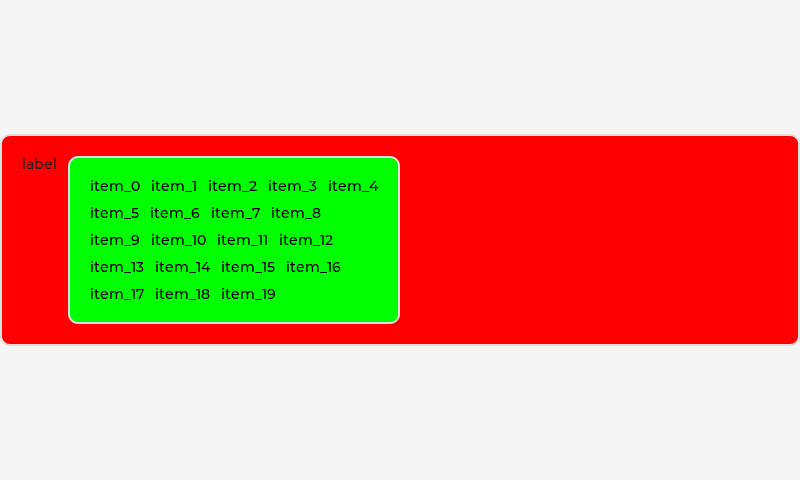 label
item_0 item_1 item_2 item_3 item_4
item_5 item_6 item_7 item_8
item_9 item_10 item_11 item_12
item_13 item_14 item_15 item_16
item_17 item_18 item_19